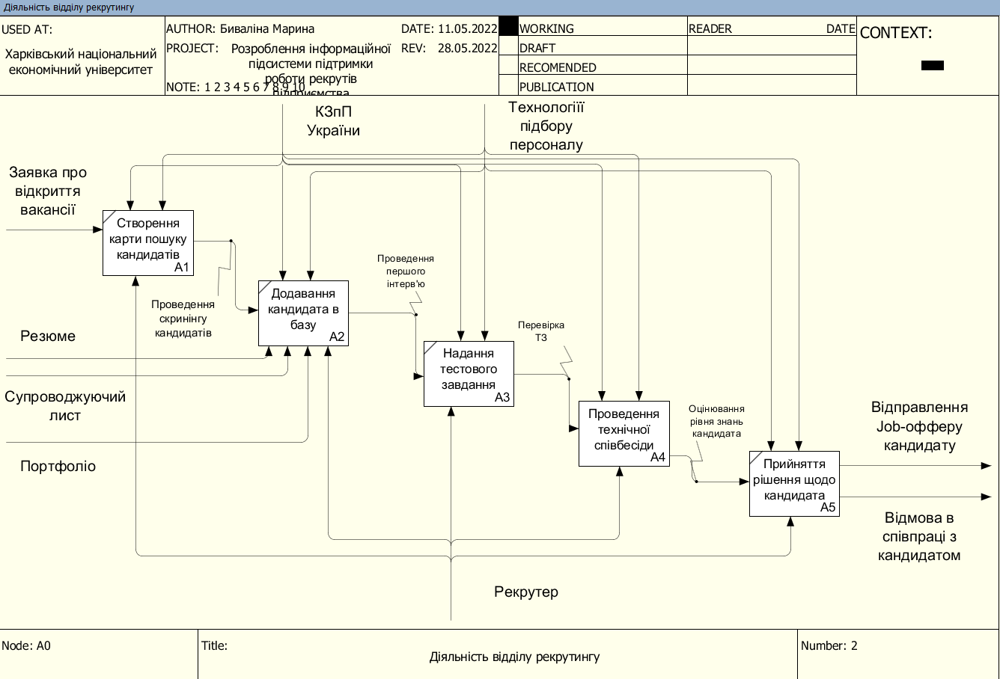 Діяльність відділу рекрутингу
USED AT:
Харківський національний
економічний університет
AUTHOR: Биваліна Марина
DATE: 11.05.2022
PROJECT: Розроблення інформаційної
підсистеми підтримки
роботи рекрутів
підприємства
REV: 28.05.2022
NOTE: 1 2 3 4 5 6 7 8 9 10
WORKING
DRAFT
RECOMENDED
PUBLICATION
READER
DATE
CONTEXT:
КЗпП
України
Технологіїї
підбору
персоналу
Заявка про
відкриття
вакансії
Створення
карти пошуку
кандидатів
A1
Проведення
скринінгу
кандидатів
Резюме
Супроводжуючий
лист
Портфоліо
Додавання
кандидата в
базу
A2
Проведення
першого
інтерв'ю
Надання
тестового
завдання
A3
Перевірка
ТЗ
Проведення
технічної
співбесіди
A4
Оцінювання
рівня знань
кандидата
Прийняття
рішення щодо
кандидата
A5
Відправлення
Job-офферу
кандидату
Відмова в
співпраці з
кандидатом
Рекрутер
Node: A0
Title:
Діяльність відділу рекрутингу
Number: 2